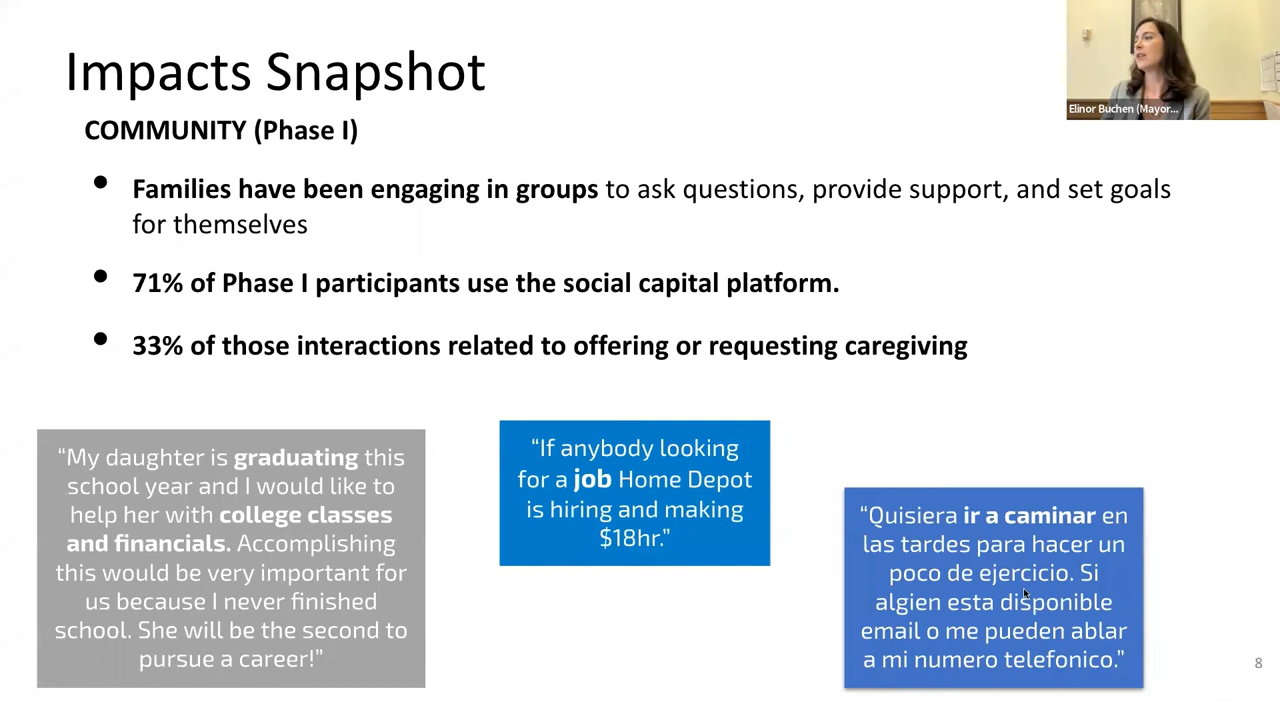 Impacts Snapshot
Elinor Buchen (Mayor...
COMMUNITY (Phase I)
• Families have been engaging in groups to ask questions, provide support, and set goals
for themselves
• 71% of Phase I participants use the social capital platform.
• 33% of those interactions related to offering or requesting caregiving
“My daughter is graduating this
school year and I would like to
help her with college classes
and financials. Accomplishing
this would be very important for
us because I never finished
school. She will be the second to
pursue a career!”
“If anybody looking
for a job Home Depot
is hiring and making
$18hr.”
“Quisiera ir a caminar en
las tardes para hacer un
poco de ejercicio. Si
algien esta disponible
email o me pueden ablar
a mi numero telefonico.”
8